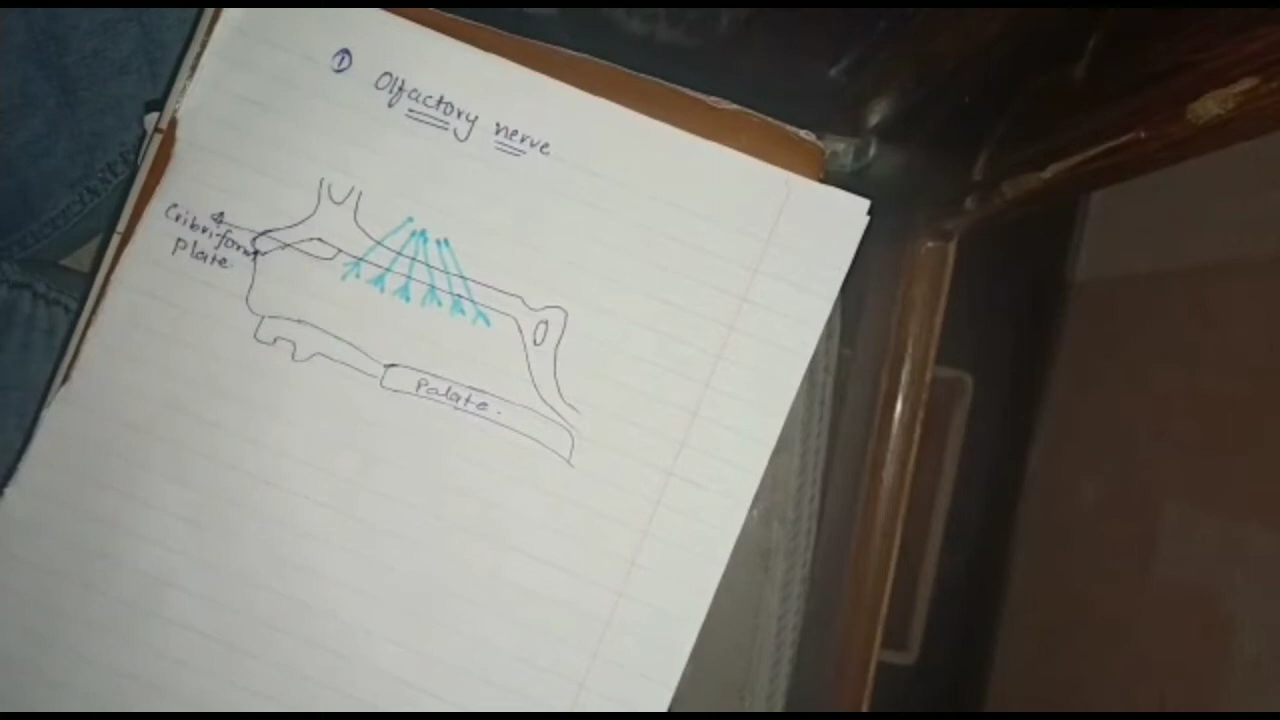 ① Olfactory nerve
Cribriform
Plate.
Palate.